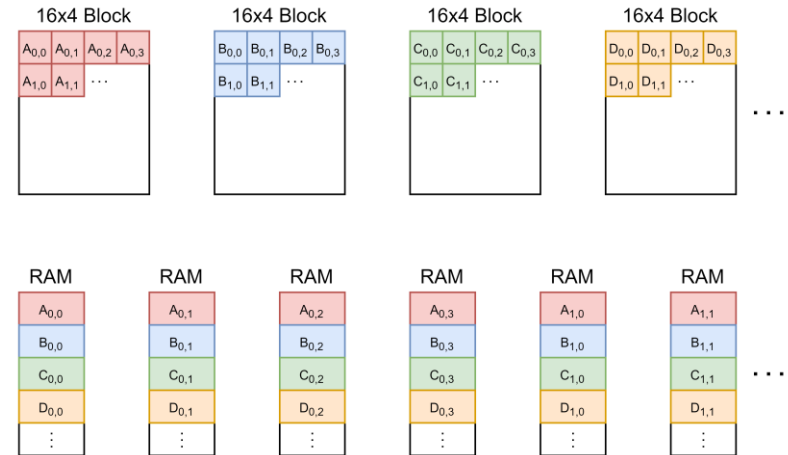 16x4 Block 16x4 Block 16x4 Block 16x4 Block
A0,0 A0,1 A0,2 A0,3 B0,0 B0,1 B0,2 B0,3 C0,0 C0,1 C0,2 C0,3 D0,0 D0,1 D0,2 D0,3
A1,0 A1,1 ... B1,0 B1,1 ... C1,0 C1,1 ... D1,0 D1,1 ...
...
RAM RAM RAM RAM RAM RAM
A0,0 A0,1 A0,2 A0,3 A1,0 A1,1
B0,0 B0,1 B0,2 B0,3 B1,0 B1,1
C0,0 C0,1 C0,2 C0,3 C1,0 C1,1
...
D0,0 D0,1 D0,2 D0,3 D1,0 D1,1
⋮ ⋮ ⋮ ⋮ ⋮ ⋮